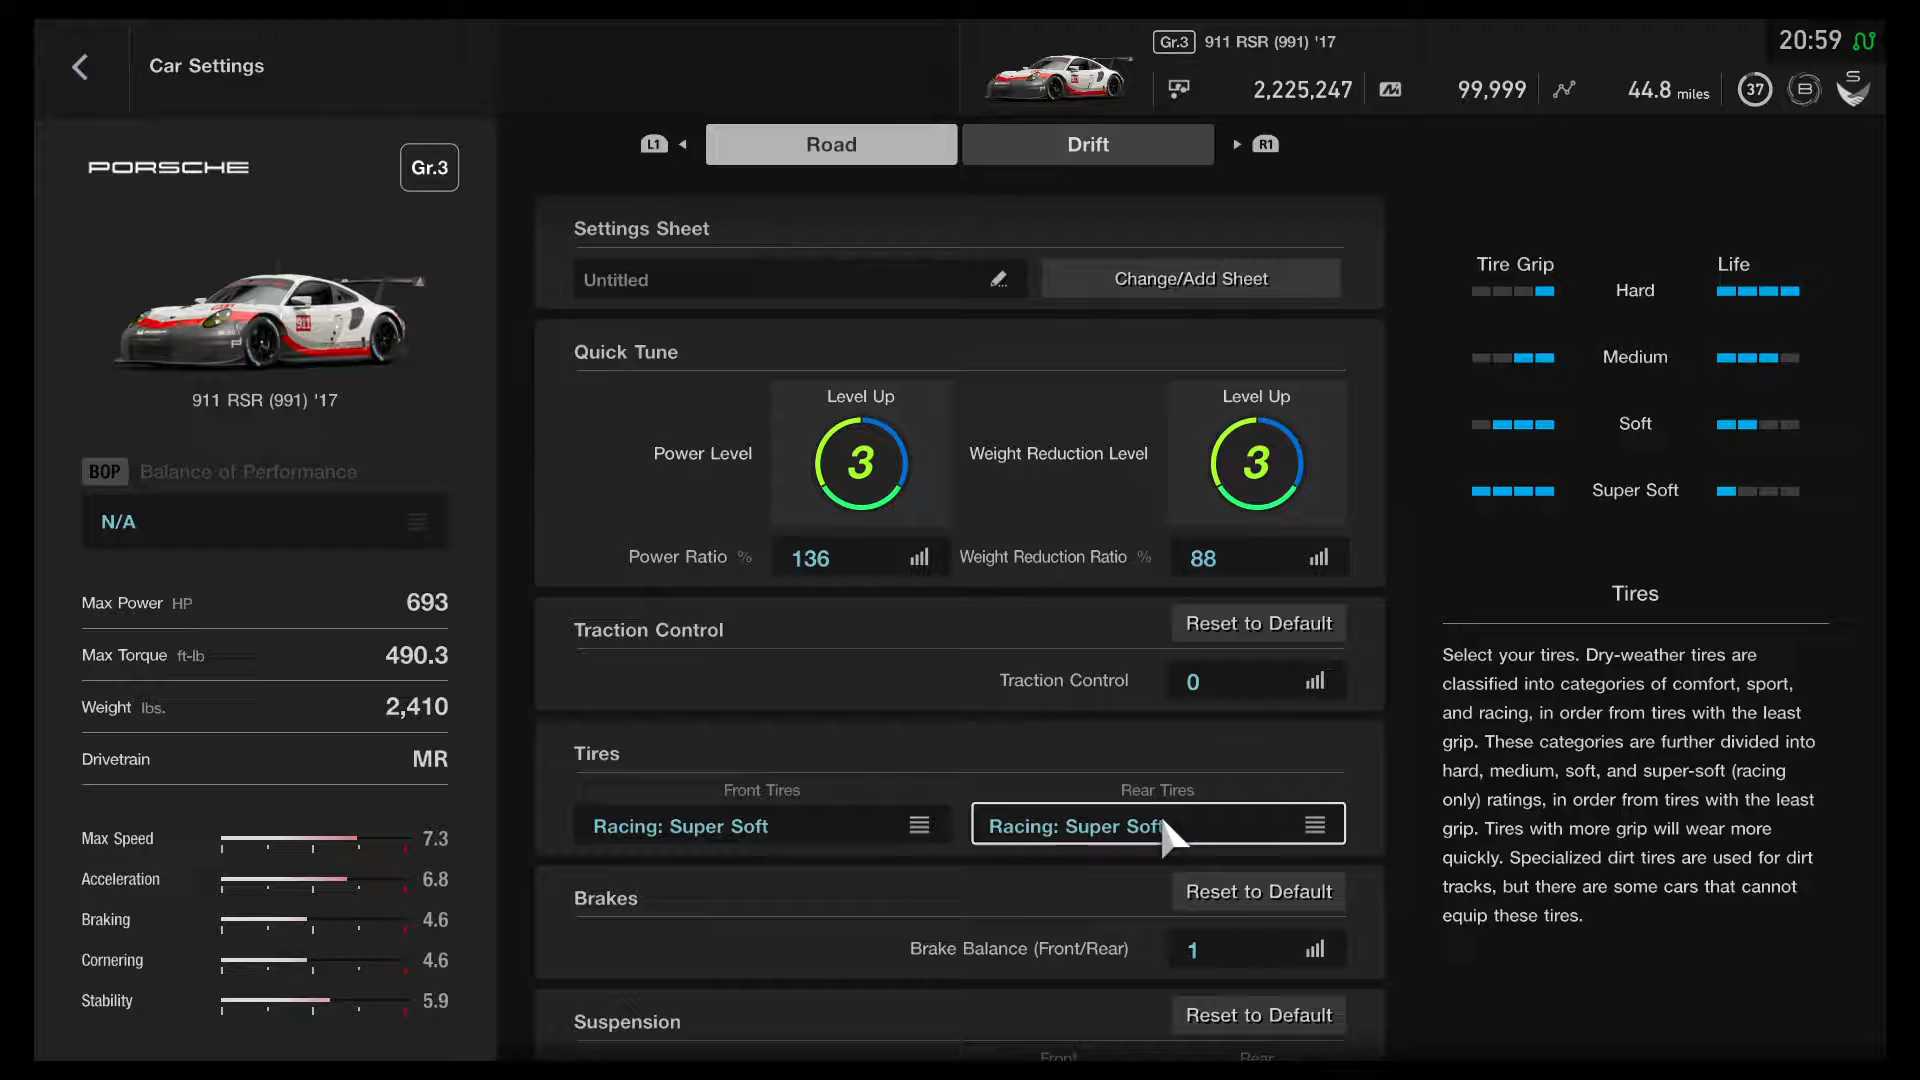 Car Settings
Gr.3 911 RSR (991) '17
2,225,247 99,999 44.8 miles 37 B S
20:59
PORSCHE
Gr.3
911 RSR (991) '17
BOP Balance of Performance
N/A
Max Power HP 693
Max Torque ft-lb 490.3
Weight lbs. 2,410
Drivetrain MR
Max Speed 7.3
Acceleration 6.8
Braking 4.6
Cornering 4.6
Stability 5.9
L1 Road Drift R1
Settings Sheet
Untitled Change/Add Sheet
Quick Tune
Level Up Level Up
Power Level 3 Weight Reduction Level 3
Power Ratio % 136 Weight Reduction Ratio % 88
Traction Control Reset to Default
Traction Control 0
Tires
Front Tires Rear Tires
Racing: Super Soft Racing: Super Soft
Brakes Reset to Default
Brake Balance (Front/Rear) 1
Suspension Reset to Default
Front Rear
Tire Grip Life
Hard
Medium
Soft
Super Soft
Tires
Select your tires. Dry-weather tires are
classified into categories of comfort, sport,
and racing, in order from tires with the least
grip. These categories are further divided into
hard, medium, soft, and super-soft (racing
only) ratings, in order from tires with the least
grip. Tires with more grip will wear more
quickly. Specialized dirt tires are used for dirt
tracks, but there are some cars that cannot
equip these tires.